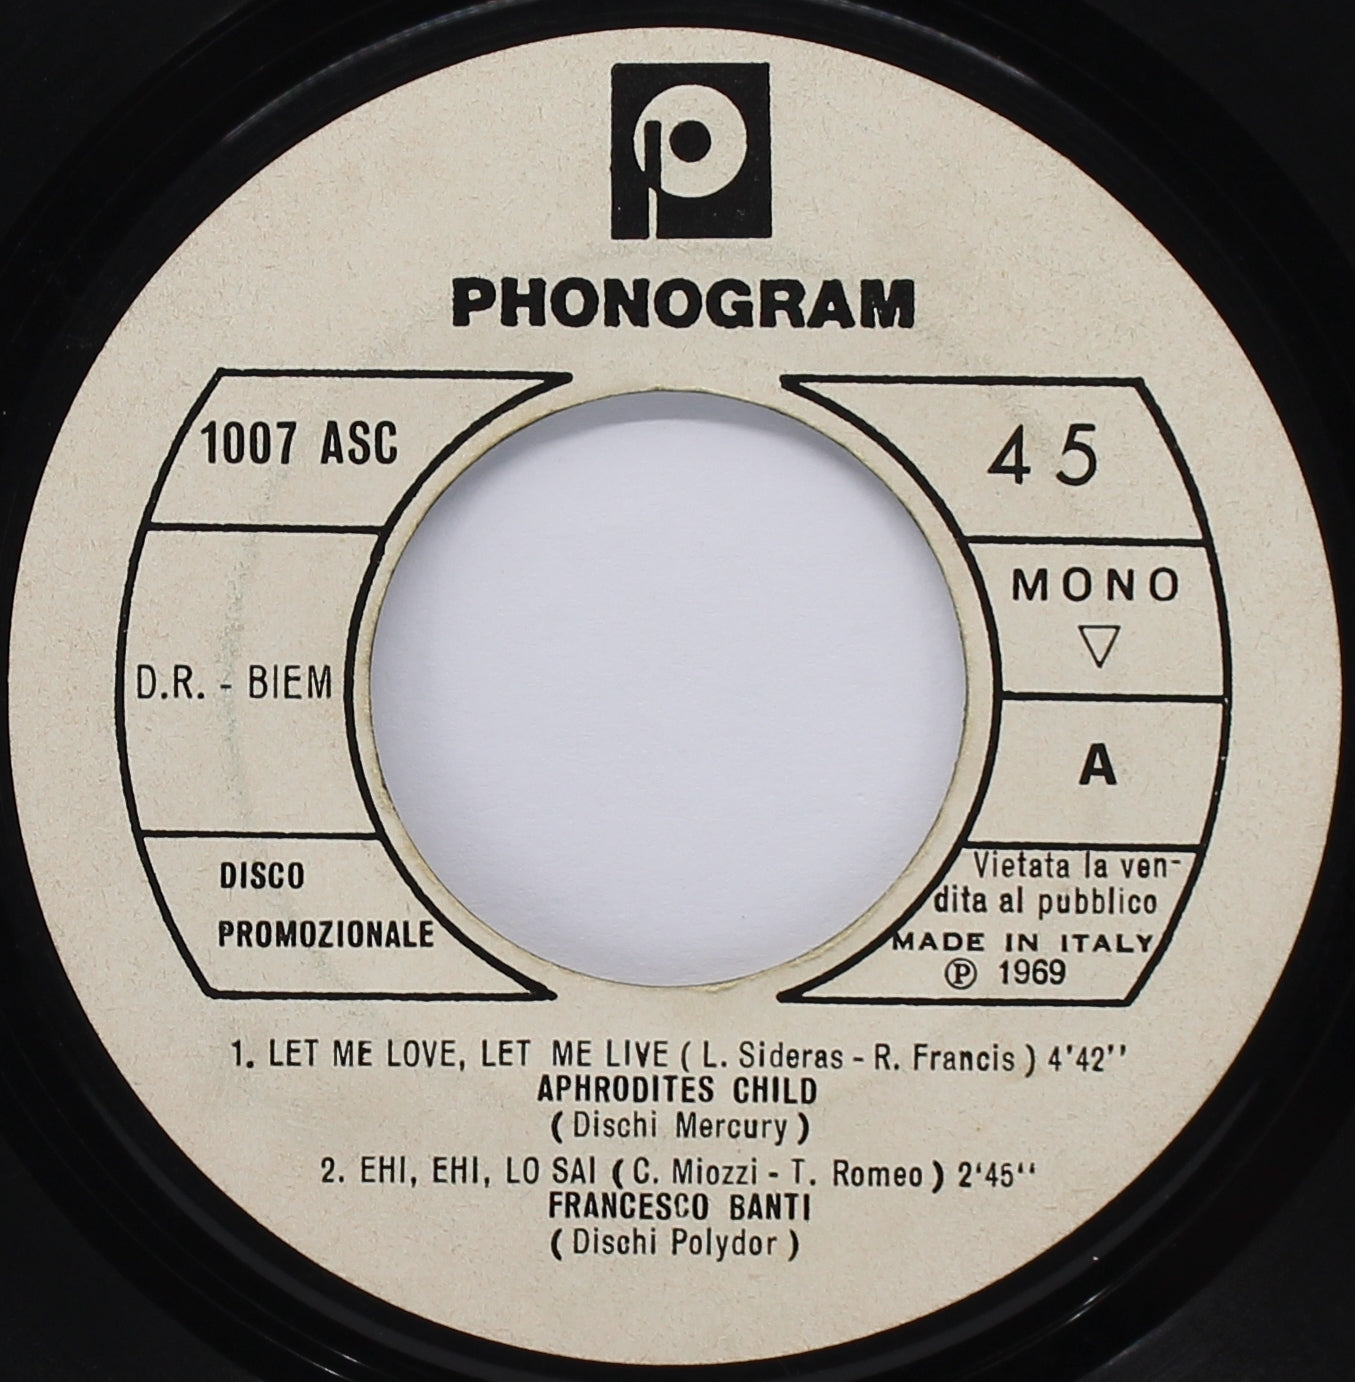 P
PHONOGRAM
1007 ASC
D.R. - BIEM
DISCO
PROMOZIONALE
45
MONO
A
Vietata la ven-
dita al pubblico
MADE IN ITALY
℗ 1969
1. LET ME LOVE, LET ME LIVE (L. Sideras - R. Francis) 4'42''
APHRODITES CHILD
(Dischi Mercury)
2. EHI, EHI, LO SAI (C. Miozzi - T. Romeo) 2'45''
FRANCESCO BANTI
(Dischi Polydor)